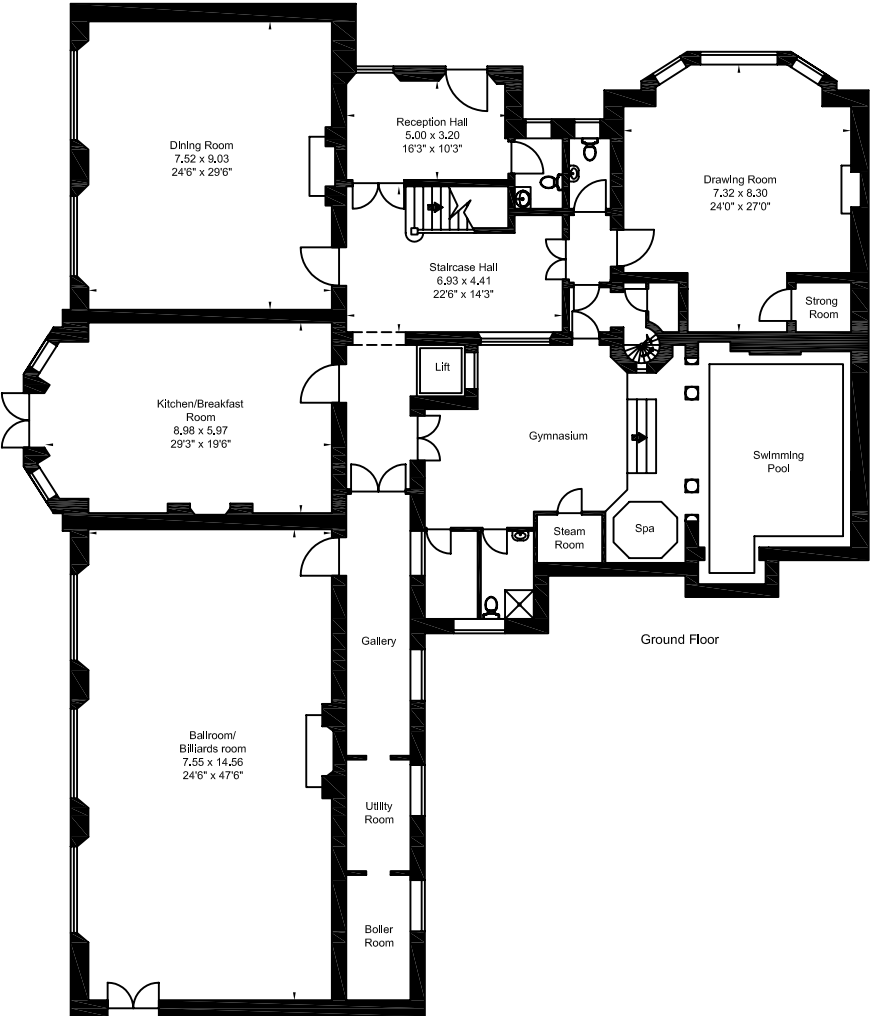 Reception Hall
5.00 x 3.20
16'3" x 10'3"
Dining Room
7.52 x 9.03
24'6" x 29'6"
Drawing Room
7.32 x 8.30
24'0" x 27'0"
Staircase Hall
6.93 x 4.41
22'6" x 14'3"
Strong
Room
Lift
Kitchen/Breakfast
Room
8.98 x 5.97
29'3" x 19'6"
Gymnasium
Swimming
Pool
Steam
Room
Spa
Gallery
Ground Floor
Ballroom/
Billiards room
7.55 x 14.56
24'6" x 47'6"
Utility
Room
Boiler
Room